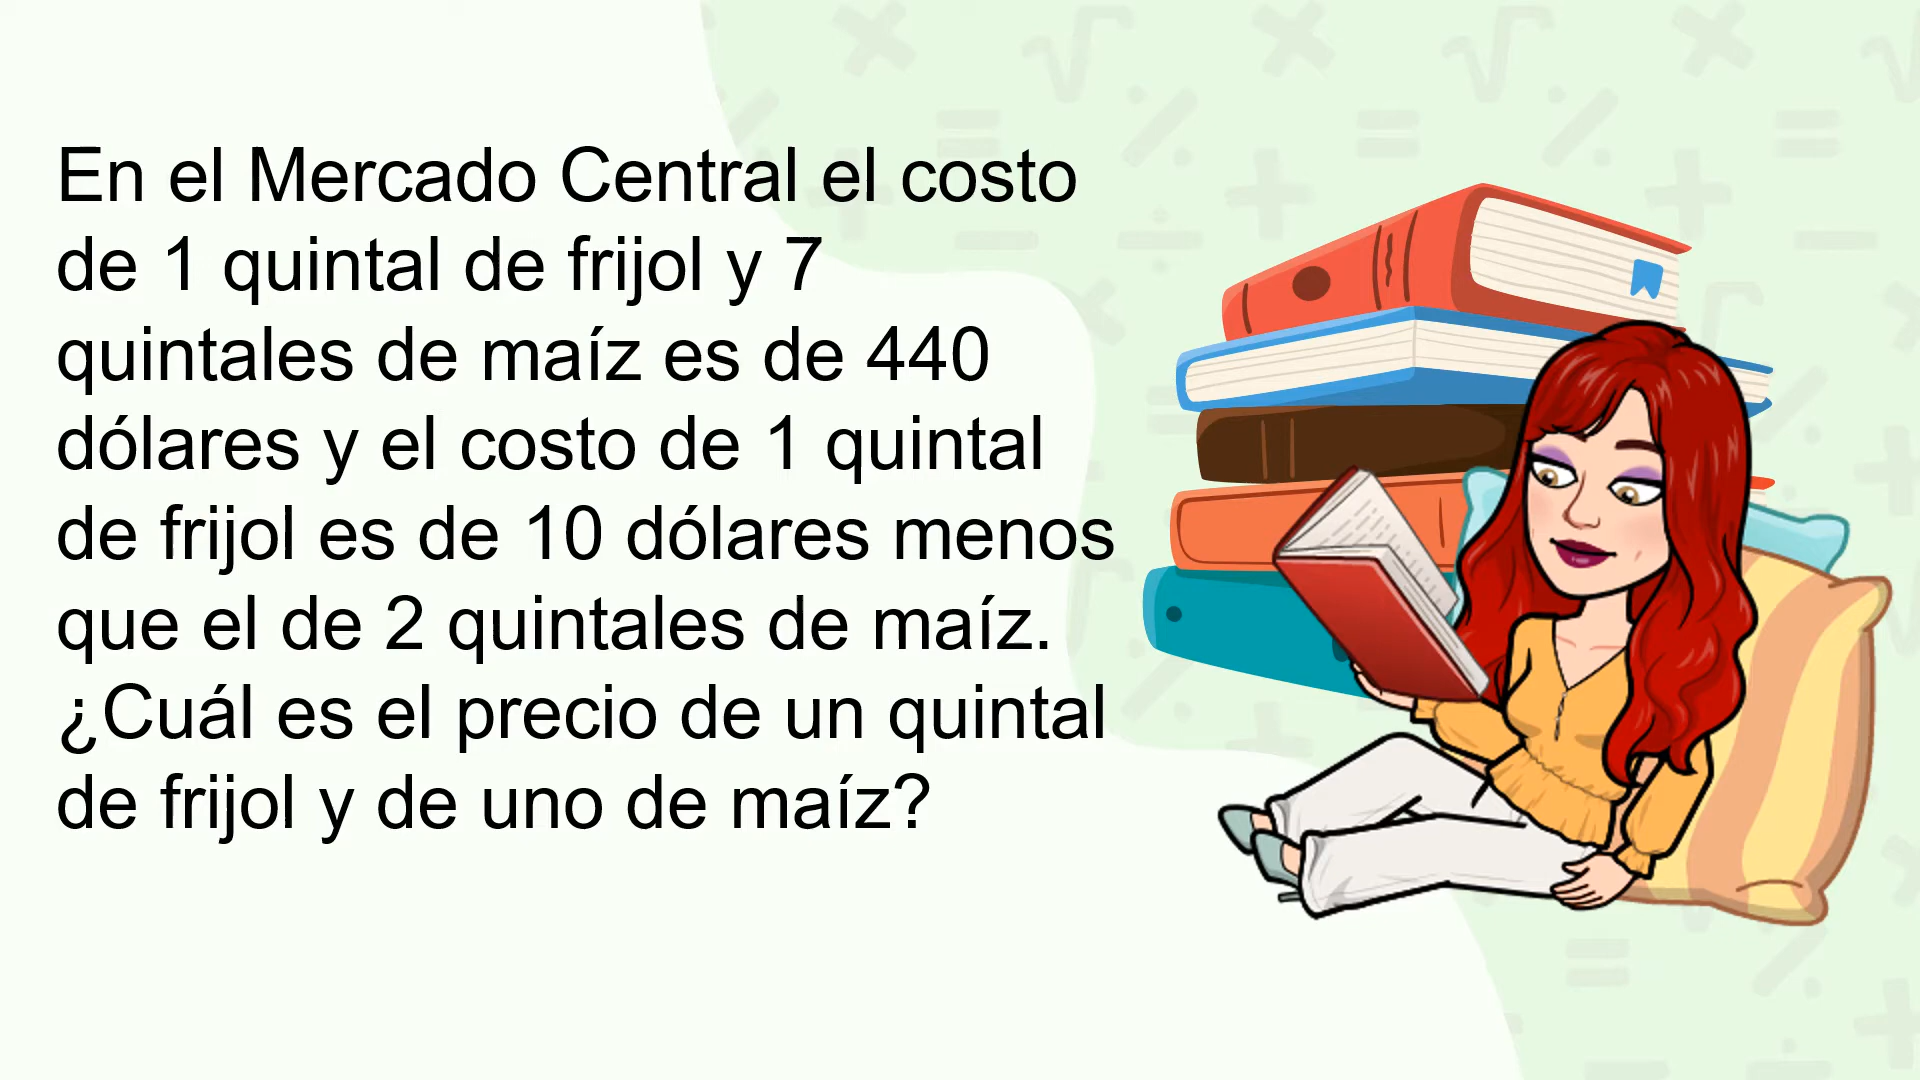 En el Mercado Central el costo
de 1 quintal de frijol y 7
quintales de maíz es de 440
dólares y el costo de 1 quintal
de frijol es de 10 dólares menos
que el de 2 quintales de maíz.
¿Cuál es el precio de un quintal
de frijol y de uno de maíz?